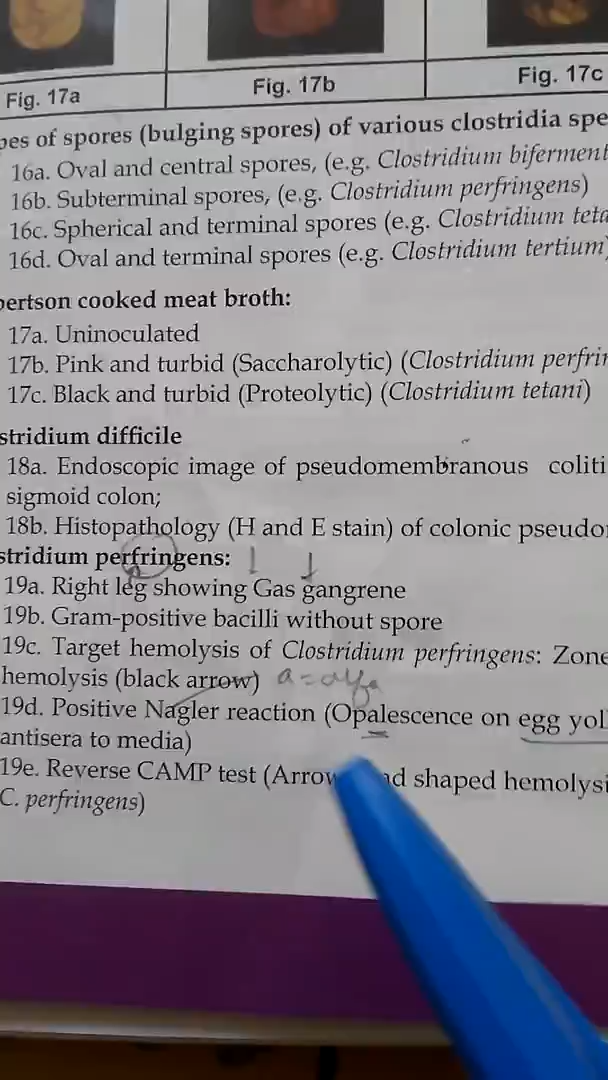 Fig. 17a
Fig. 17b
Fig. 17c
pes of spores (bulging spores) of various clostridia spe
16a. Oval and central spores, (e.g. Clostridium biferment
16b. Subterminal spores, (e.g. Clostridium perfringens)
16c. Spherical and terminal spores (e.g. Clostridium teta
16d. Oval and terminal spores (e.g. Clostridium tertium)
bertson cooked meat broth:
17a. Uninoculated
17b. Pink and turbid (Saccharolytic) (Clostridium perfrin
17c. Black and turbid (Proteolytic) (Clostridium tetani)
stridium difficile
18a. Endoscopic image of pseudomembranous coliti
sigmoid colon;
18b. Histopathology (H and E stain) of colonic pseudo
stridium perfringens:
19a. Right leg showing Gas gangrene
19b. Gram-positive bacilli without spore
19c. Target hemolysis of Clostridium perfringens: Zone
hemolysis (black arrow) a = alfa
19d. Positive Nagler reaction (Opalescence on egg yol
antisera to media)
19e. Reverse CAMP test (Arrow d shaped hemolysi
C. perfringens)